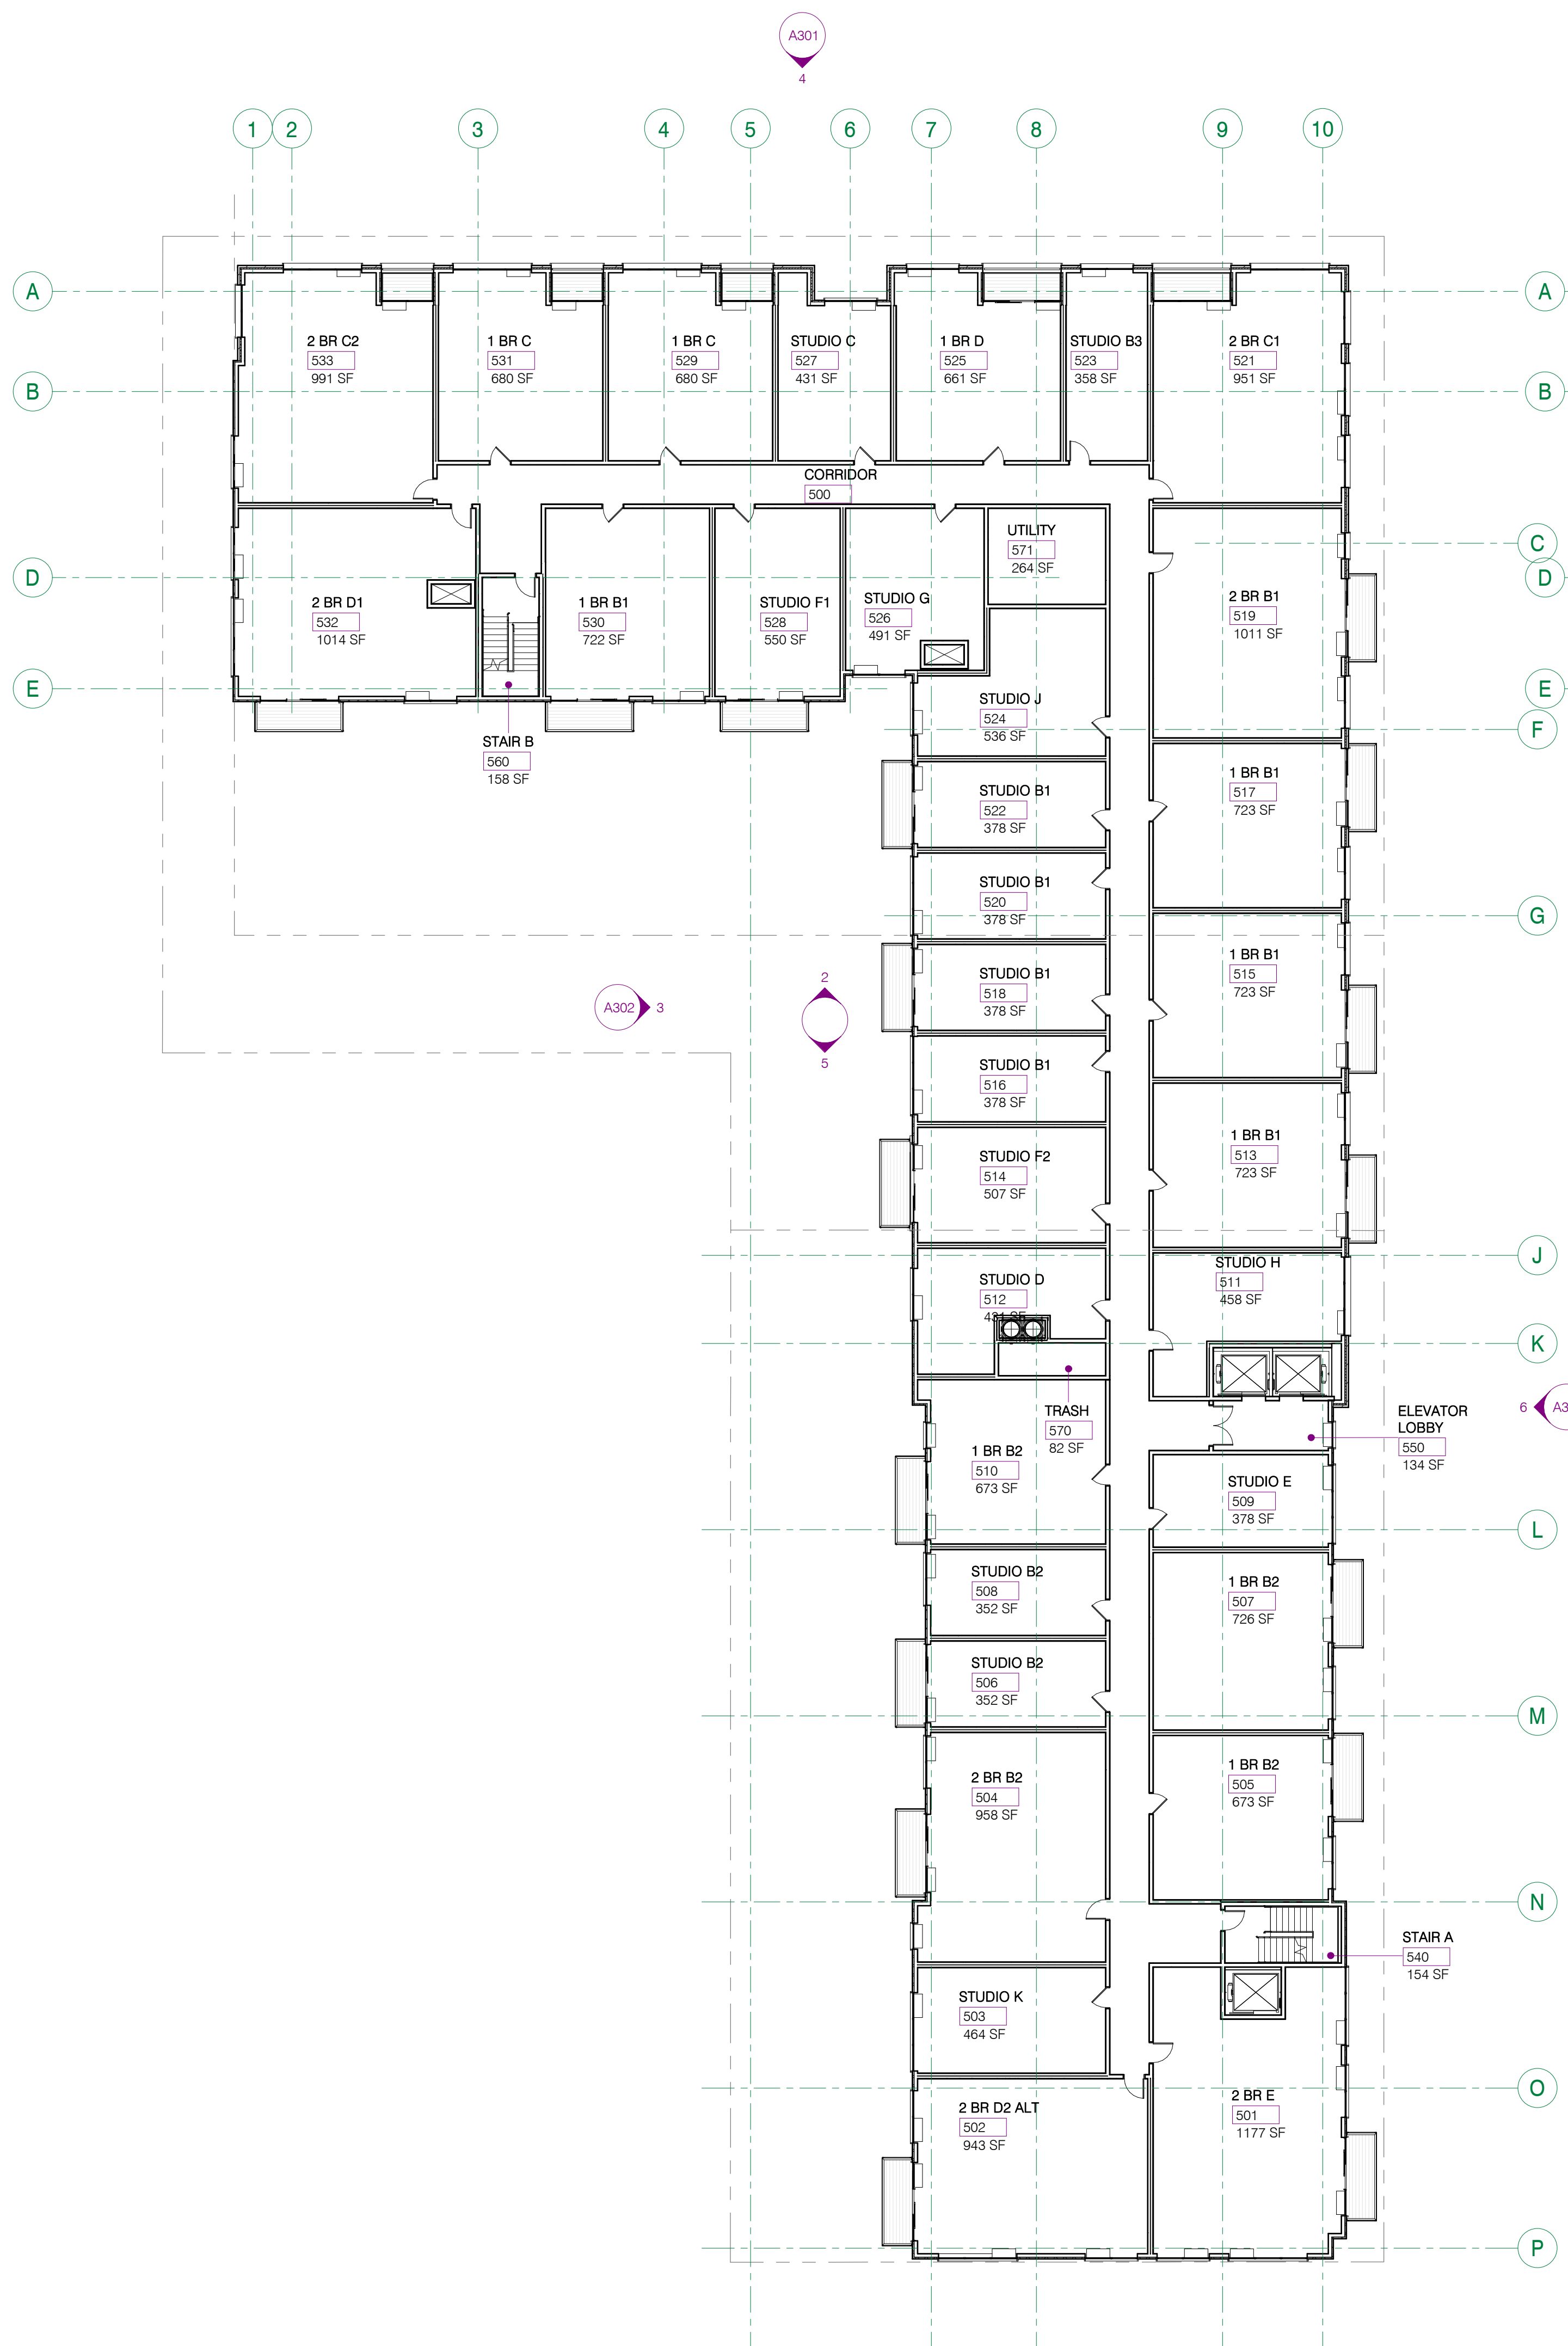 A301
4
1
2
3
4
5
6
7
8
9
10
A
A
2 BR C2
533
991 SF
1 BR C
531
680 SF
1 BR C
529
680 SF
STUDIO C
527
431 SF
1 BR D
525
661 SF
STUDIO B3
523
358 SF
2 BR C1
521
951 SF
B
B
CORRIDOR
500
UTILITY
571
264 SF
C
D
D
2 BR D1
532
1014 SF
1 BR B1
530
722 SF
STUDIO F1
528
550 SF
STUDIO G
526
491 SF
2 BR B1
519
1011 SF
E
E
STUDIO J
524
536 SF
F
STAIR B
560
158 SF
1 BR B1
517
723 SF
STUDIO B1
522
378 SF
STUDIO B1
520
378 SF
G
1 BR B1
515
723 SF
STUDIO B1
518
378 SF
A302
3
2
5
STUDIO B1
516
378 SF
1 BR B1
513
723 SF
STUDIO F2
514
507 SF
J
STUDIO H
511
458 SF
STUDIO D
512
431 SF
K
TRASH
570
82 SF
ELEVATOR
LOBBY
550
134 SF
6
A3
1 BR B2
510
673 SF
STUDIO E
509
378 SF
L
STUDIO B2
508
352 SF
1 BR B2
507
726 SF
STUDIO B2
506
352 SF
M
2 BR B2
504
958 SF
1 BR B2
505
673 SF
N
STAIR A
540
154 SF
STUDIO K
503
464 SF
O
2 BR D2 ALT
502
943 SF
2 BR E
501
1177 SF
P